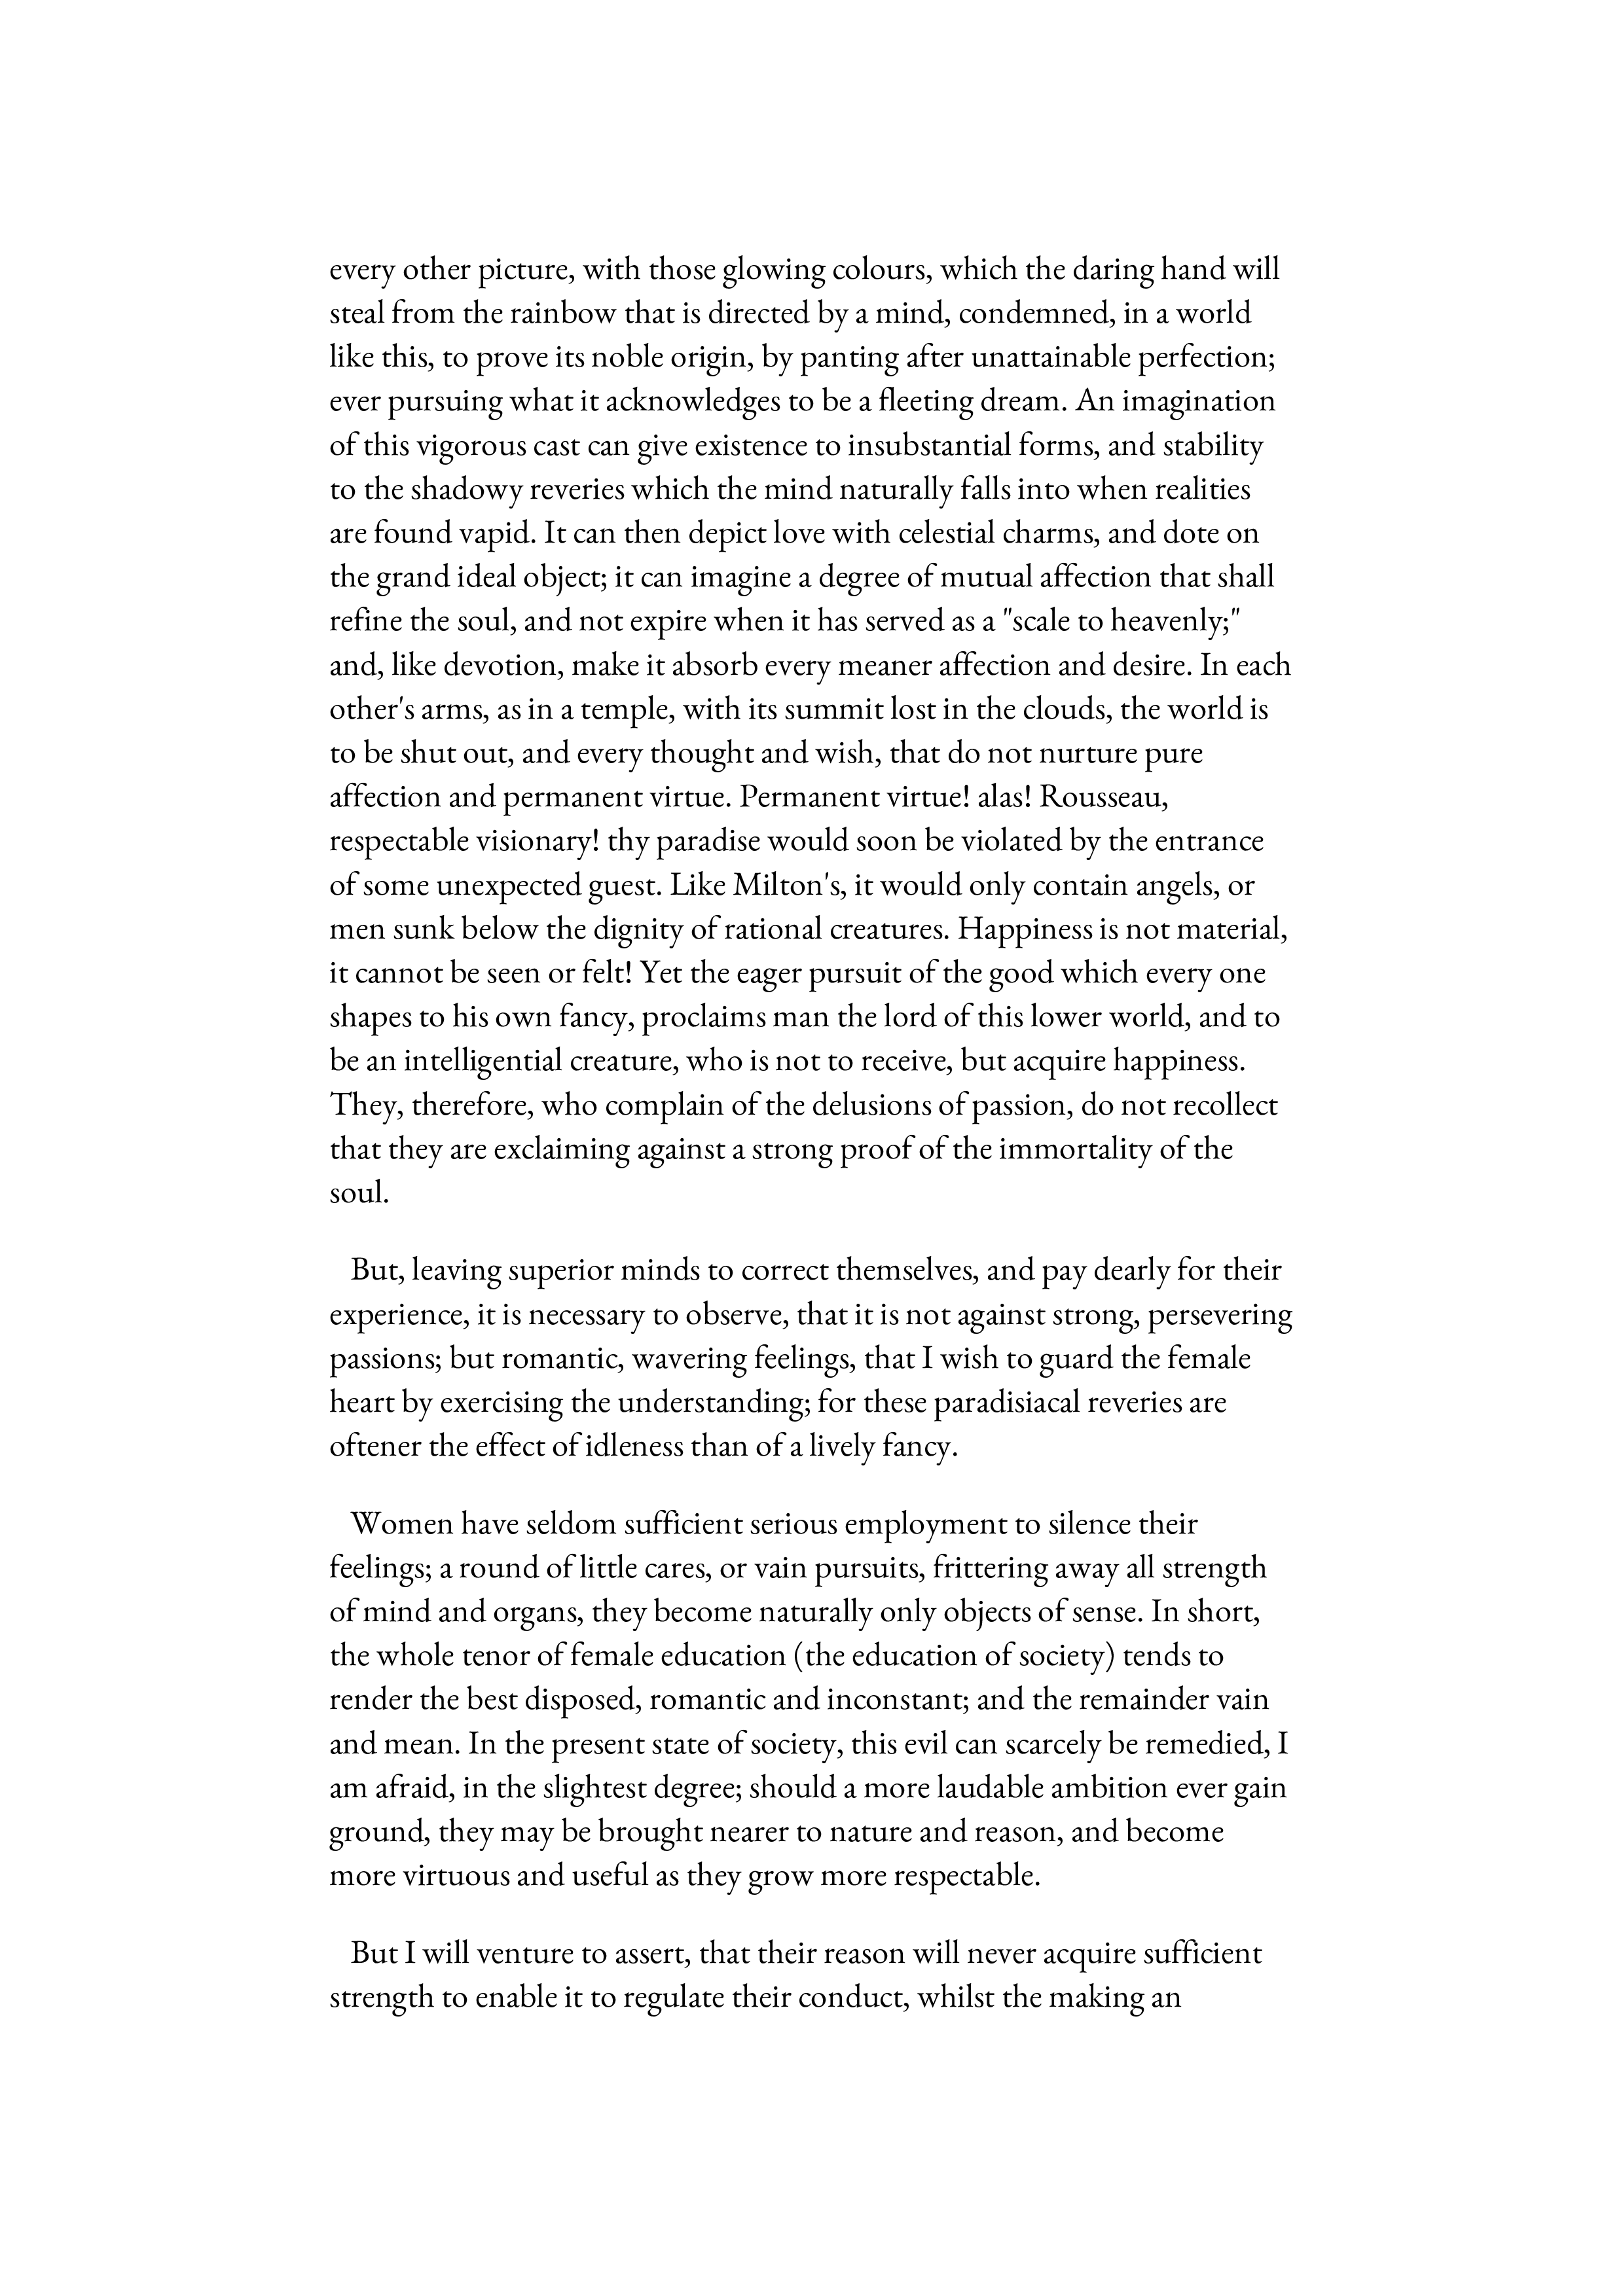 every other picture, with those glowing colours, which the daring hand will
steal from the rainbow that is directed by a mind, condemned, in a world
like this, to prove its noble origin, by panting after unattainable perfection;
ever pursuing what it acknowledges to be a fleeting dream. An imagination
of this vigorous cast can give existence to insubstantial forms, and stability
to the shadowy reveries which the mind naturally falls into when realities
are found vapid. It can then depict love with celestial charms, and dote on
the grand ideal object; it can imagine a degree of mutual affection that shall
refine the soul, and not expire when it has served as a "scale to heavenly;"
and, like devotion, make it absorb every meaner affection and desire. In each
other's arms, as in a temple, with its summit lost in the clouds, the world is
to be shut out, and every thought and wish, that do not nurture pure
affection and permanent virtue. Permanent virtue! alas! Rousseau,
respectable visionary! thy paradise would soon be violated by the entrance
of some unexpected guest. Like Milton's, it would only contain angels, or
men sunk below the dignity of rational creatures. Happiness is not material,
it cannot be seen or felt! Yet the eager pursuit of the good which every one
shapes to his own fancy, proclaims man the lord of this lower world, and to
be an intelligential creature, who is not to receive, but acquire happiness.
They, therefore, who complain of the delusions of passion, do not recollect
that they are exclaiming against a strong proof of the immortality of the
soul.
But, leaving superior minds to correct themselves, and pay dearly for their
experience, it is necessary to observe, that it is not against strong, persevering
passions; but romantic, wavering feelings, that I wish to guard the female
heart by exercising the understanding; for these paradisiacal reveries are
oftener the effect of idleness than of a lively fancy.
Women have seldom sufficient serious employment to silence their
feelings; a round of little cares, or vain pursuits, frittering away all strength
of mind and organs, they become naturally only objects of sense. In short,
the whole tenor of female education (the education of society) tends to
render the best disposed, romantic and inconstant; and the remainder vain
and mean. In the present state of society, this evil can scarcely be remedied, I
am afraid, in the slightest degree; should a more laudable ambition ever gain
ground, they may be brought nearer to nature and reason, and become
more virtuous and useful as they grow more respectable.
But I will venture to assert, that their reason will never acquire sufficient
strength to enable it to regulate their conduct, whilst the making an